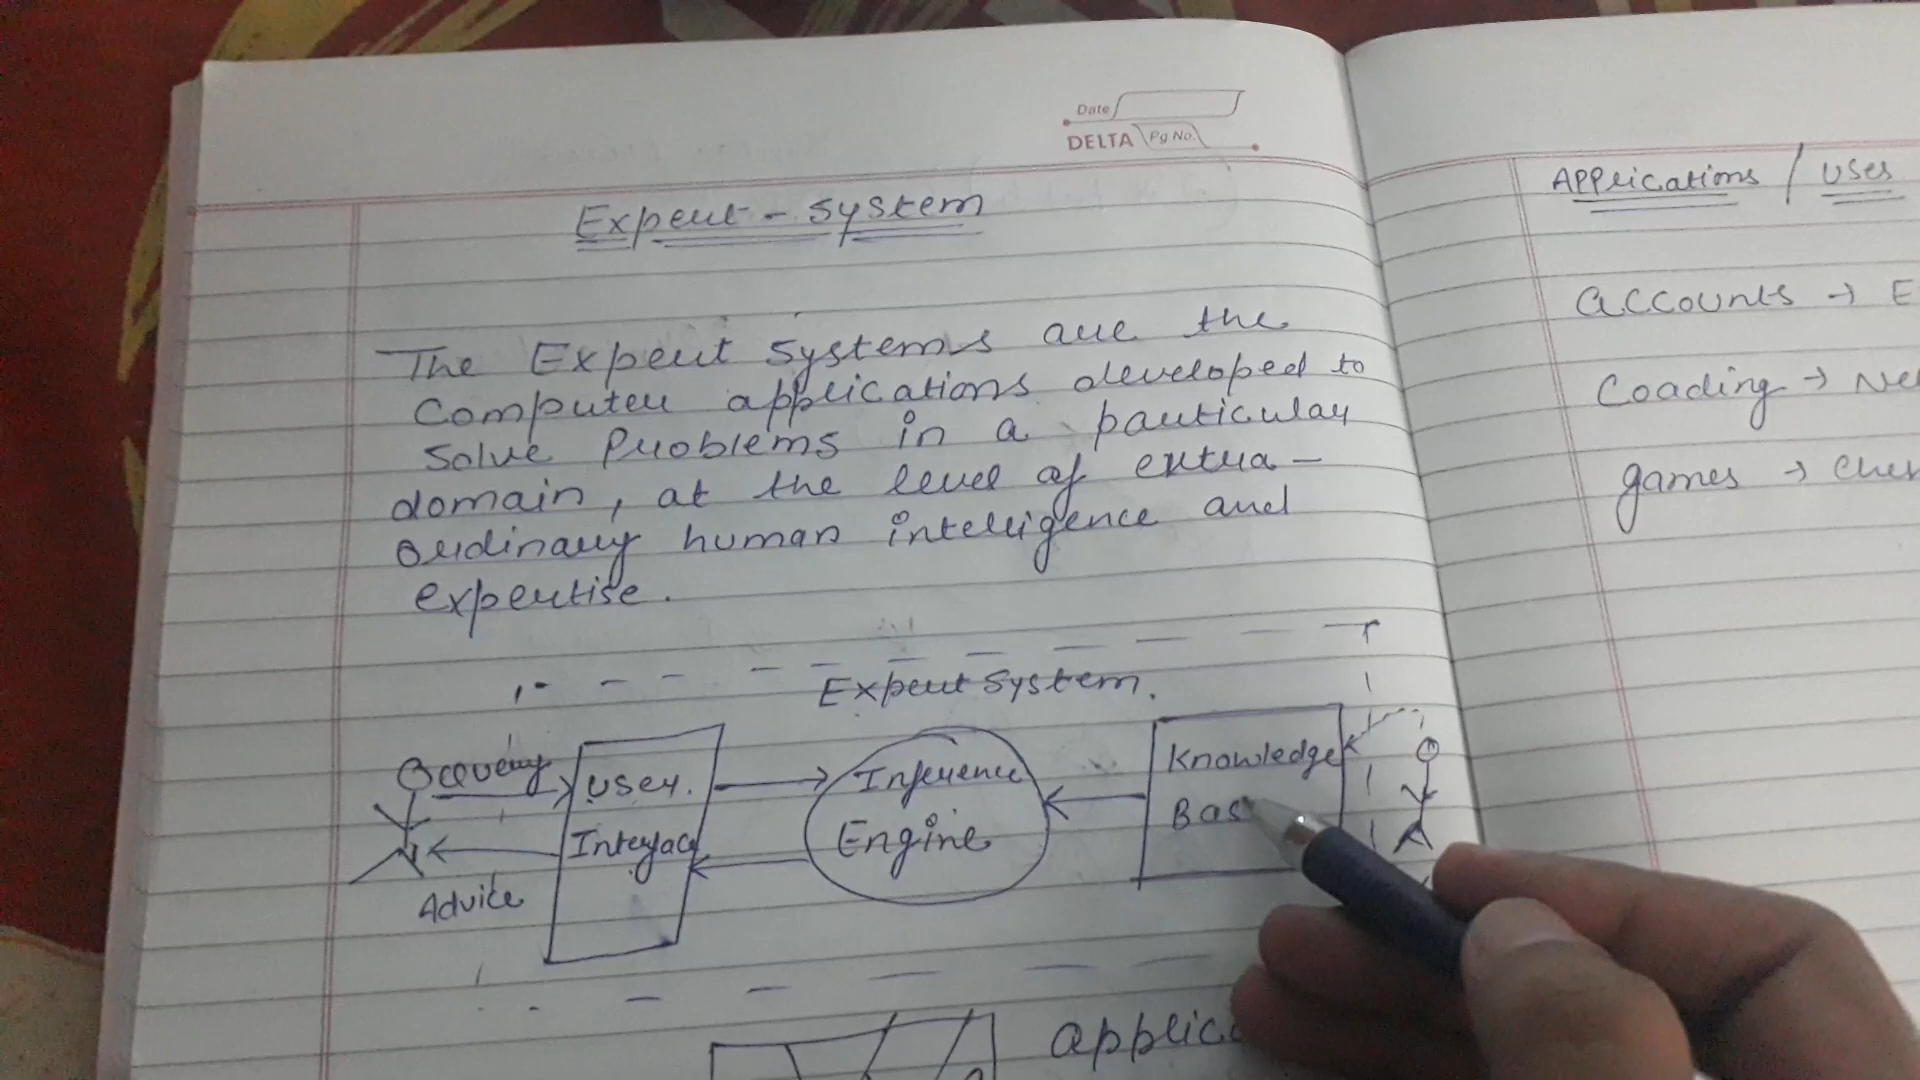 Date
DELTA Pg No.
Expert - System
The Expert Systems are the
Computer applications developed to
Solve Problems in a particular
domain, at the level of extra -
ordinary human intelligence and
expertise.
Expert System.
Query
User
Interface
Advice
Inference
Engine
Knowledge
Bas
applic
APPlications / Uses
accounts → E
Coading → Ne
games → Ches